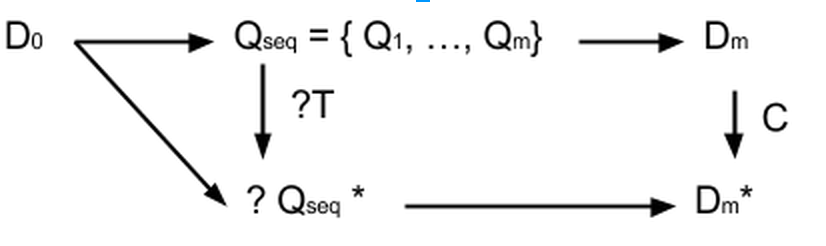 D0 Qseq = { Q1, ..., Qm} Dm
?T C
? Qseq * Dm*